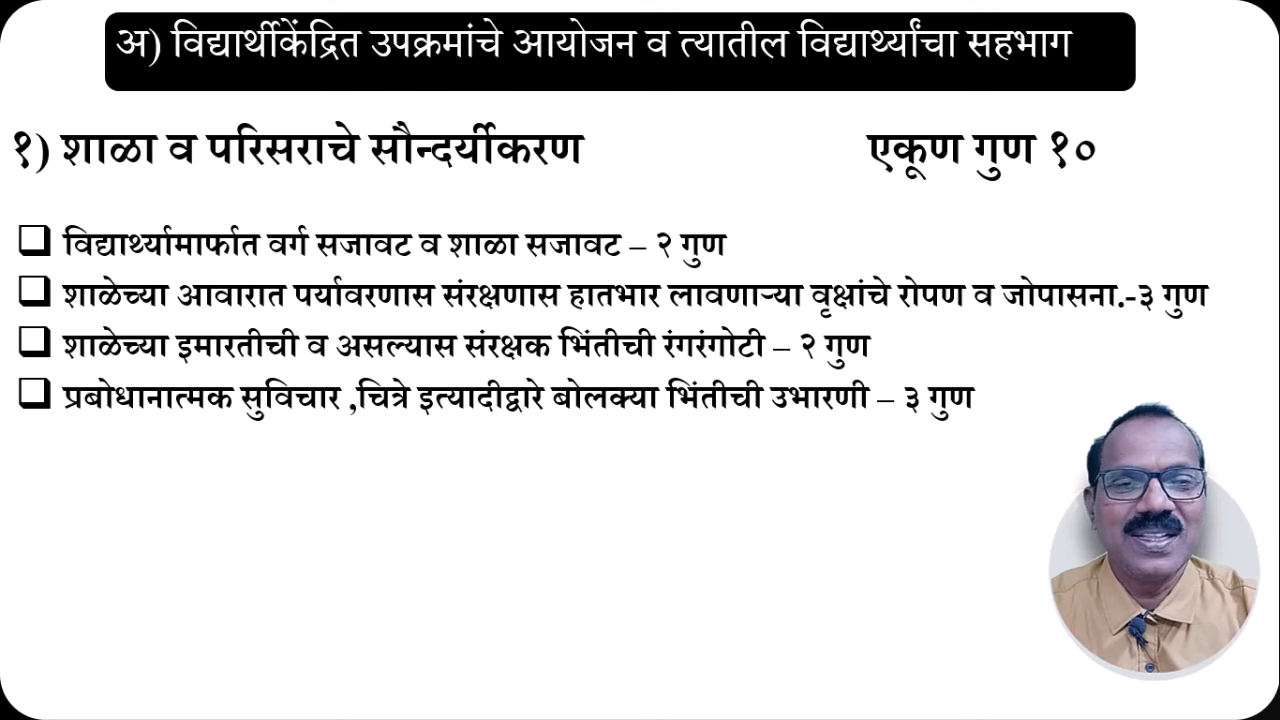 अ) विद्यार्थीकेंद्रित उपक्रमांचे आयोजन व त्यातील विद्यार्थ्यांचा सहभाग
१) शाळा व परिसराचे सौन्दर्यीकरण एकूण गुण १०
विद्यार्थ्यामार्फात वर्ग सजावट व शाळा सजावट – २ गुण
शाळेच्या आवारात पर्यावरणास संरक्षणास हातभार लावणाऱ्या वृक्षांचे रोपण व जोपासना.-३ गुण
शाळेच्या इमारतीची व असल्यास संरक्षक भिंतीची रंगरंगोटी – २ गुण
प्रबोधानात्मक सुविचार ,चित्रे इत्यादीद्वारे बोलक्या भिंतीची उभारणी – ३ गुण